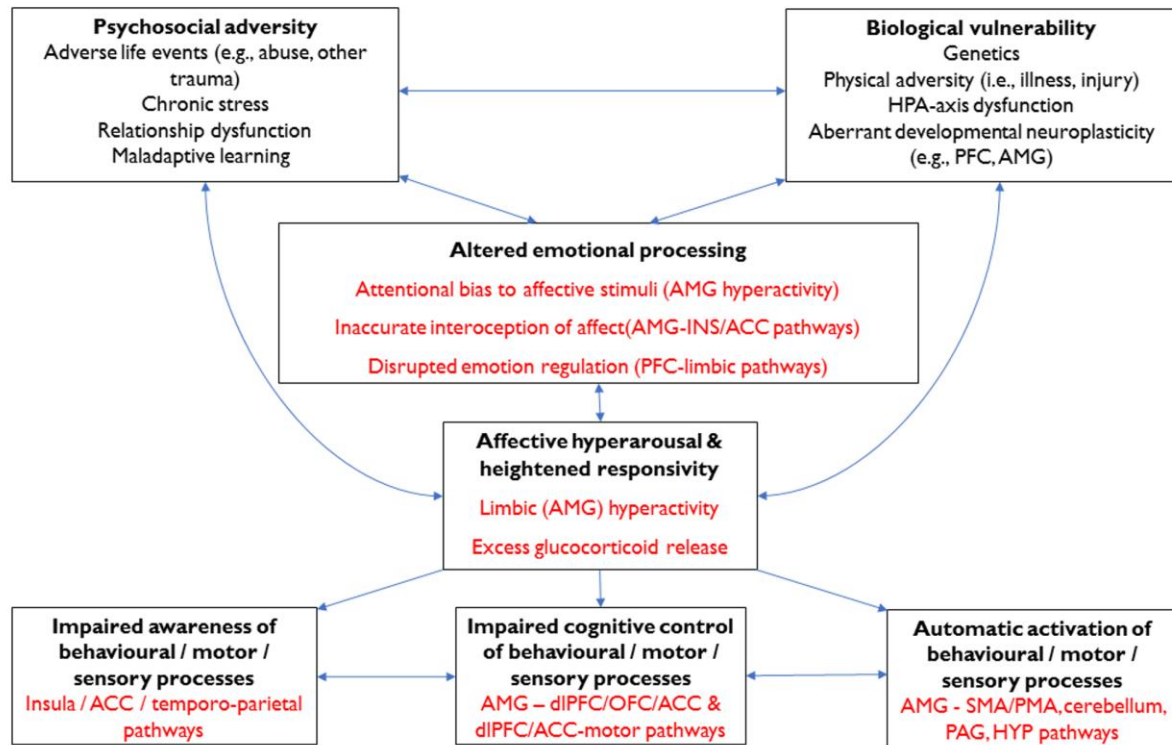 Psychosocial adversity
Adverse life events (e.g., abuse, other
trauma)
Chronic stress
Relationship dysfunction
Maladaptive learning
Biological vulnerability
Genetics
Physical adversity (i.e., illness, injury)
HPA-axis dysfunction
Aberrant developmental neuroplasticity
(e.g., PFC, AMG)
Altered emotional processing
Attentional bias to affective stimuli (AMG hyperactivity)
Inaccurate interoception of affect(AMG-INS/ACC pathways)
Disrupted emotion regulation (PFC-limbic pathways)
Affective hyperarousal &
heightened responsivity
Limbic (AMG) hyperactivity
Excess glucocorticoid release
Impaired awareness of
behavioural / motor /
sensory processes
Insula / ACC / temporo-parietal
pathways
Impaired cognitive control
of behavioural / motor /
sensory processes
AMG – dlPFC/OFC/ACC &
dlPFC/ACC-motor pathways
Automatic activation of
behavioural / motor /
sensory processes
AMG - SMA/PMA, cerebellum,
PAG, HYP pathways